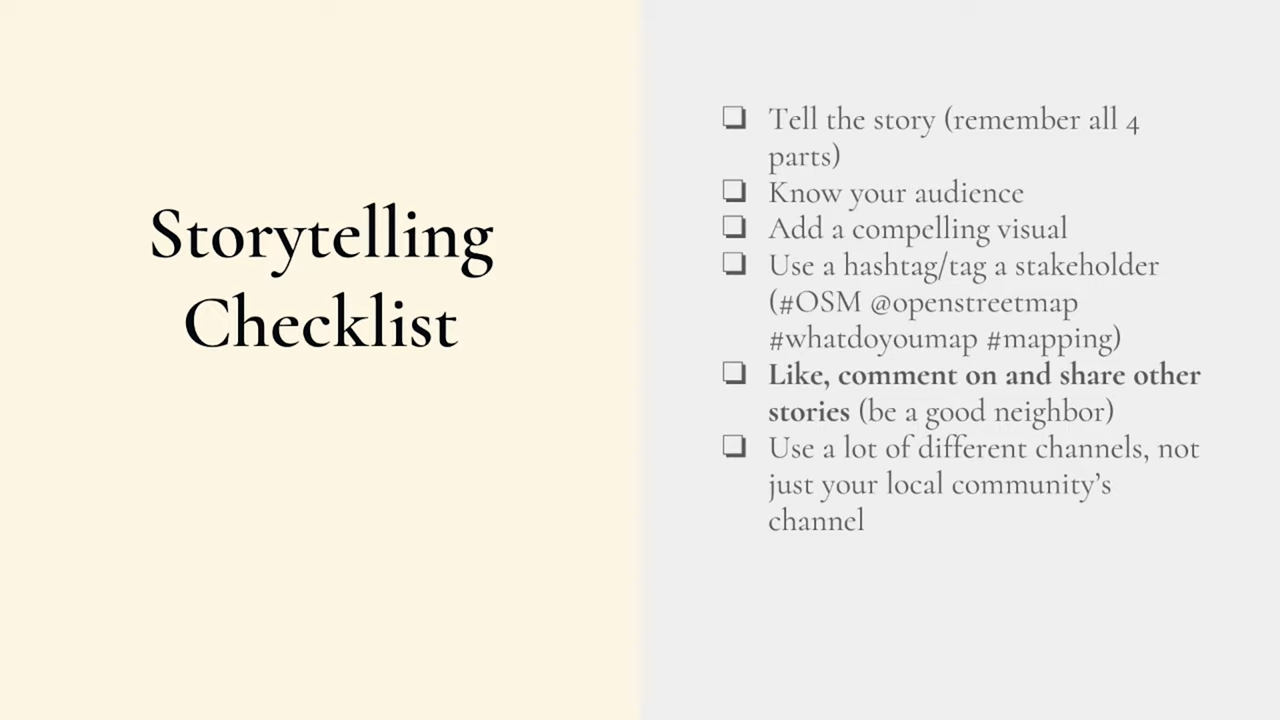 Storytelling
Checklist
❏ Tell the story (remember all 4
parts)
❏ Know your audience
❏ Add a compelling visual
❏ Use a hashtag/tag a stakeholder
(#OSM @openstreetmap
#whatdoyoumap #mapping)
❏ Like, comment on and share other
stories (be a good neighbor)
❏ Use a lot of different channels, not
just your local community’s
channel